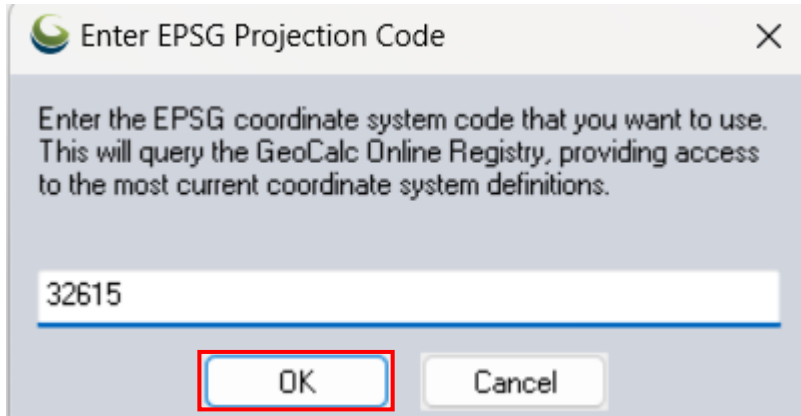 Enter EPSG Projection Code
Enter the EPSG coordinate system code that you want to use.
This will query the GeoCalc Online Registry, providing access
to the most current coordinate system definitions.
32615
OK Cancel